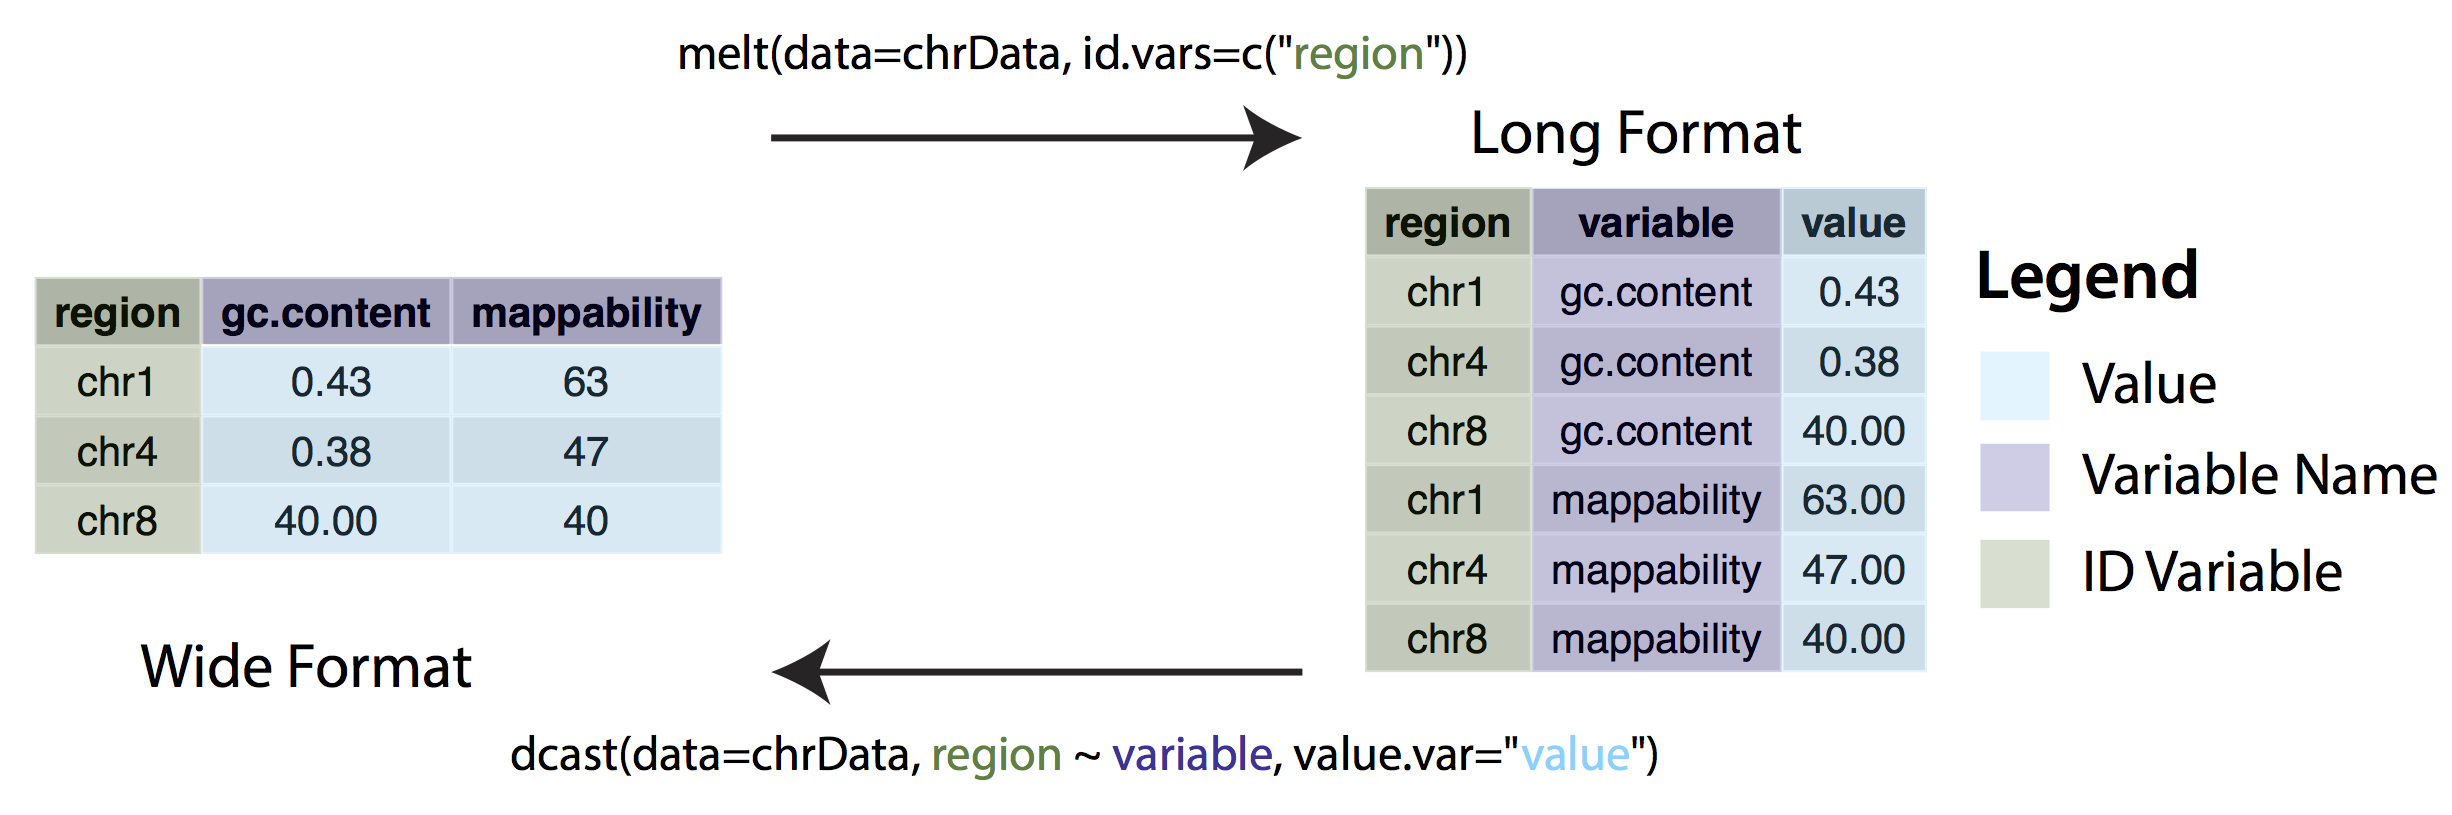 melt(data=chrData, id.vars=c("region"))
Long Format
region variable value
chr1 gc.content 0.43
chr4 gc.content 0.38
chr8 gc.content 40.00
chr1 mappability 63.00
chr4 mappability 47.00
chr8 mappability 40.00
Legend
Value
Variable Name
ID Variable
region gc.content mappability
chr1 0.43 63
chr4 0.38 47
chr8 40.00 40
Wide Format
dcast(data=chrData, region ~ variable, value.var="value")